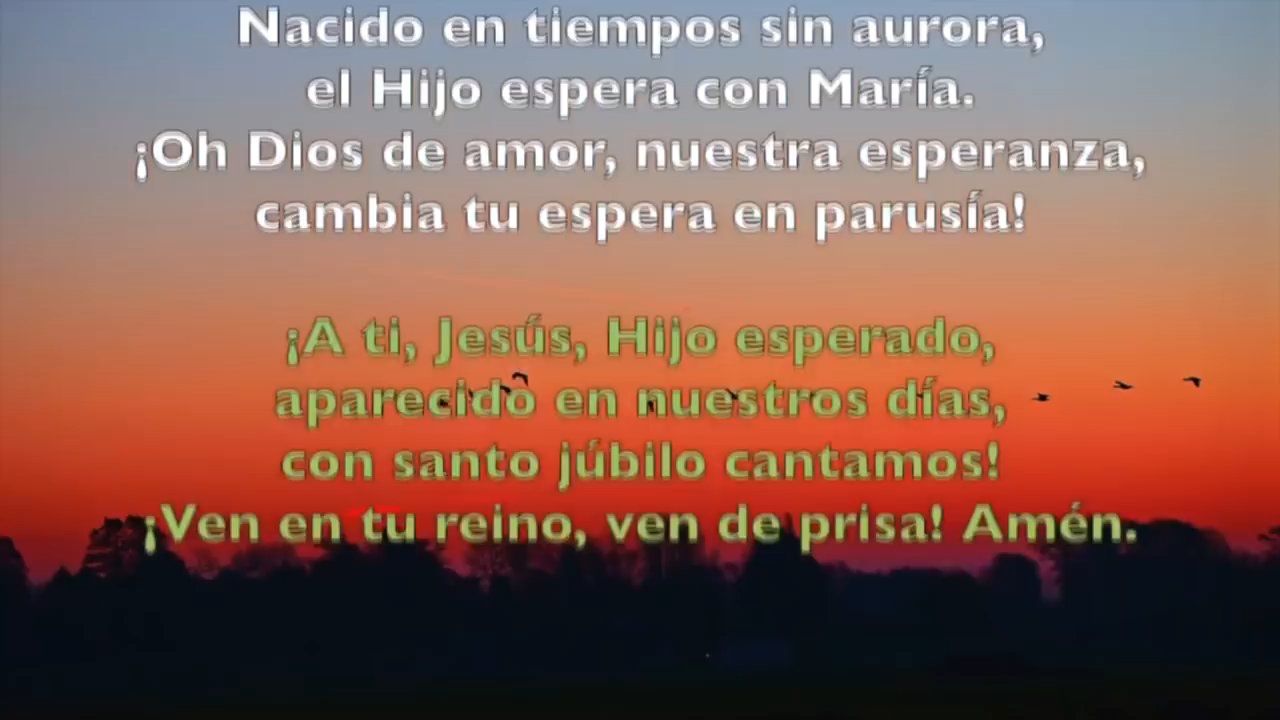 Nacido en tiempos sin aurora,
el Hijo espera con María.
¡Oh Dios de amor, nuestra esperanza,
cambia tu espera en parusía!
¡A ti, Jesús, Hijo esperado,
aparecido en nuestros días,
con santo júbilo cantamos!
¡Ven en tu reino, ven de prisa! Amén.